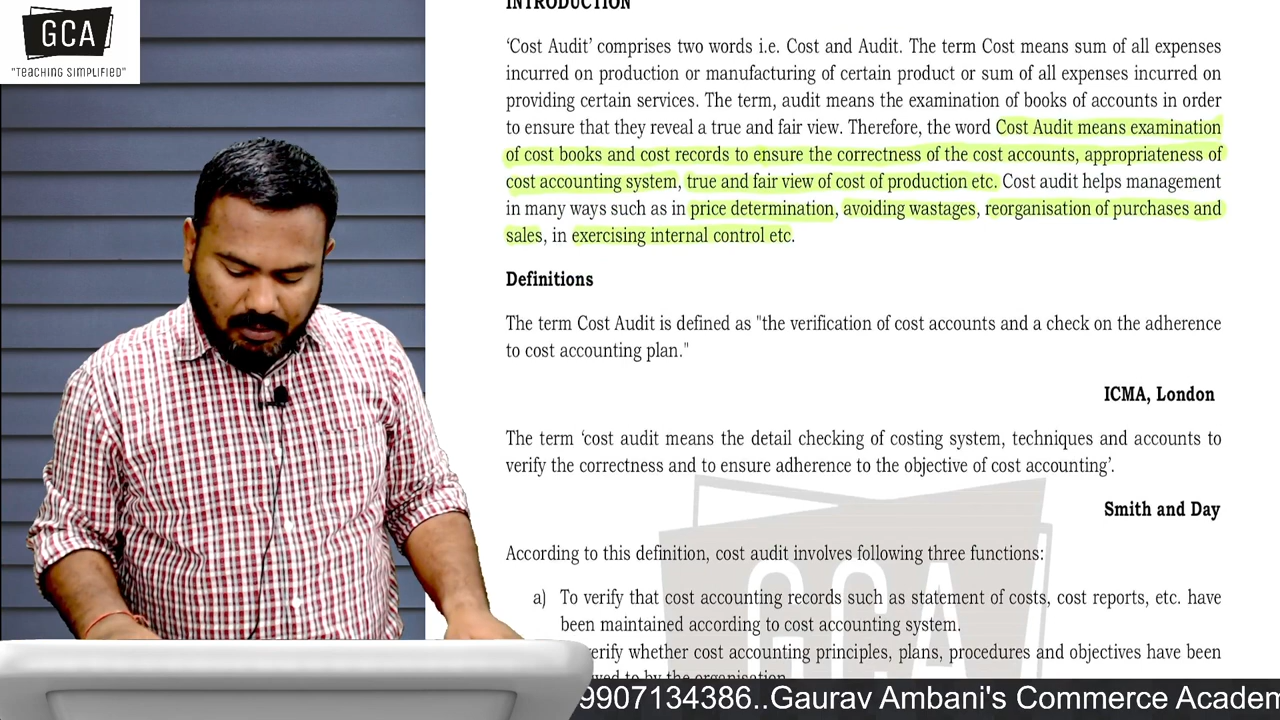 GCA
"TEACHING SIMPLIFIED"
INTRODUCTION
‘Cost Audit’ comprises two words i.e. Cost and Audit. The term Cost means sum of all expenses
incurred on production or manufacturing of certain product or sum of all expenses incurred on
providing certain services. The term, audit means the examination of books of accounts in order
to ensure that they reveal a true and fair view. Therefore, the word Cost Audit means examination
of cost books and cost records to ensure the correctness of the cost accounts, appropriateness of
cost accounting system, true and fair view of cost of production etc. Cost audit helps management
in many ways such as in price determination, avoiding wastages, reorganisation of purchases and
sales, in exercising internal control etc.
Definitions
The term Cost Audit is defined as "the verification of cost accounts and a check on the adherence
to cost accounting plan."
ICMA, London
The term ‘cost audit means the detail checking of costing system, techniques and accounts to
verify the correctness and to ensure adherence to the objective of cost accounting’.
Smith and Day
According to this definition, cost audit involves following three functions:
a) To verify that cost accounting records such as statement of costs, cost reports, etc. have
been maintained according to cost accounting system.
verify whether cost accounting principles, plans, procedures and objectives have been
by the organisation
GCA
9907134386..Gaurav Ambani's Commerce Academ